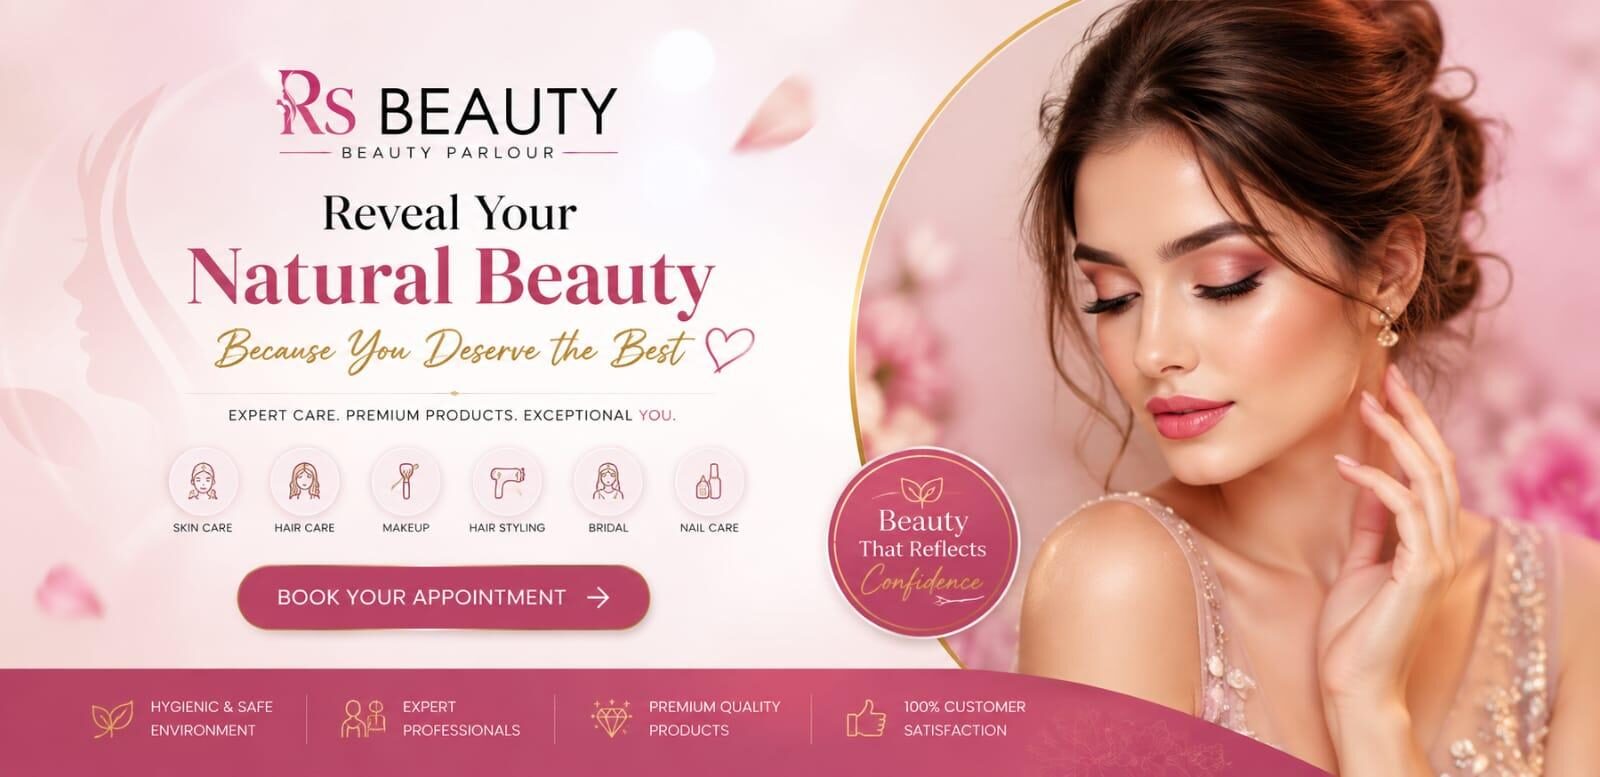 Rs BEAUTY
BEAUTY PARLOUR
Reveal Your
Natural Beauty
Because You Deserve the Best
EXPERT CARE. PREMIUM PRODUCTS. EXCEPTIONAL YOU.
SKIN CARE
HAIR CARE
MAKEUP
HAIR STYLING
BRIDAL
NAIL CARE
BOOK YOUR APPOINTMENT
Beauty
That Reflects
Confidence
HYGIENIC & SAFE
ENVIRONMENT
EXPERT
PROFESSIONALS
PREMIUM QUALITY
PRODUCTS
100% CUSTOMER
SATISFACTION